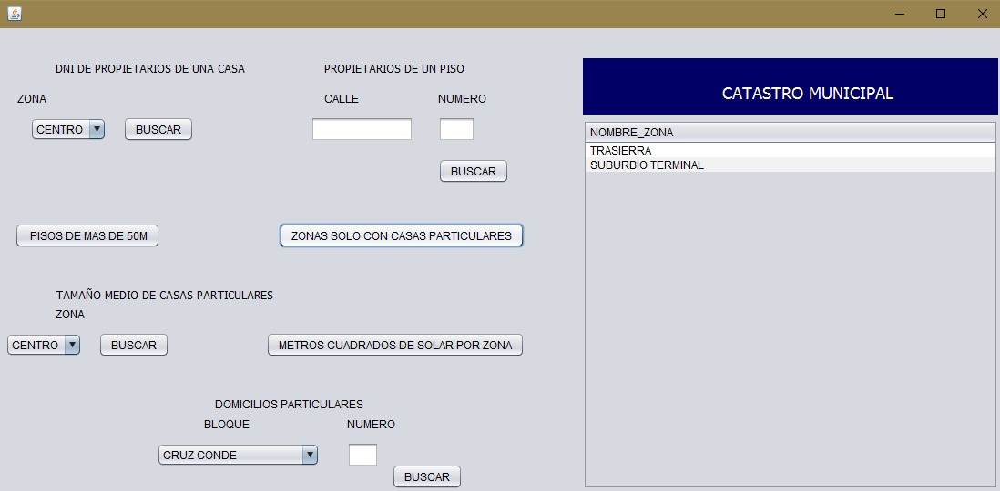 DNI DE PROPIETARIOS DE UNA CASA
PROPIETARIOS DE UN PISO
ZONA
CALLE
NUMERO
CENTRO
BUSCAR
BUSCAR
PISOS DE MAS DE 50M
ZONAS SOLO CON CASAS PARTICULARES
TAMAÑO MEDIO DE CASAS PARTICULARES
ZONA
CENTRO
BUSCAR
METROS CUADRADOS DE SOLAR POR ZONA
DOMICILIOS PARTICULARES
BLOQUE
NUMERO
CRUZ CONDE
BUSCAR
CATASTRO MUNICIPAL
NOMBRE_ZONA
TRASIERRA
SUBURBIO TERMINAL